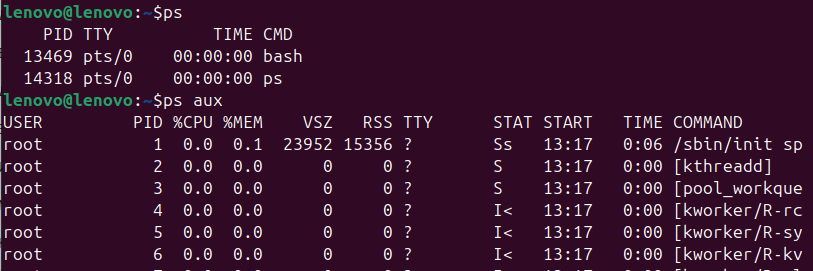 lenovo@lenovo:~$ps
PID TTY TIME CMD
13469 pts/0 00:00:00 bash
14318 pts/0 00:00:00 ps
lenovo@lenovo:~$ps aux
USER PID %CPU %MEM VSZ RSS TTY STAT START TIME COMMAND
root 1 0.0 0.1 23952 15356 ? Ss 13:17 0:06 /sbin/init sp
root 2 0.0 0.0 0 0 ? S 13:17 0:00 [kthreadd]
root 3 0.0 0.0 0 0 ? S 13:17 0:00 [pool_workque
root 4 0.0 0.0 0 0 ? I< 13:17 0:00 [kworker/R-rc
root 5 0.0 0.0 0 0 ? I< 13:17 0:00 [kworker/R-sy
root 6 0.0 0.0 0 0 ? I< 13:17 0:00 [kworker/R-kv